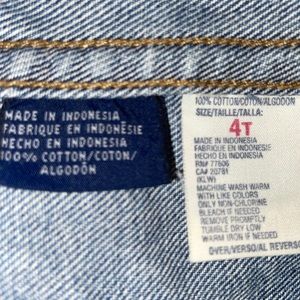 MADE IN INDONESIA
FABRIQUE EN INDONÉSIE
HECHO EN INDONESIA
100% COTTON/COTON/
ALGODÓN
100% COTTON/COTON/ALGODON
SIZE/TAILLE/TALLA:
4T
MADE IN INDONESIA
FABRIQUE EN INDONESIE
HECHO EN INDONESIA
RN# 77606
CA# 20781
(KLW)
MACHINE WASH WARM
WITH LIKE COLORS
ONLY NON-CHLORINE
BLEACH IF NEEDED
REMOVE PROMPTLY
TUMBLE DRY LOW
WARM IRON IF NEEDED
OVER/VERSO/AL REVERSO